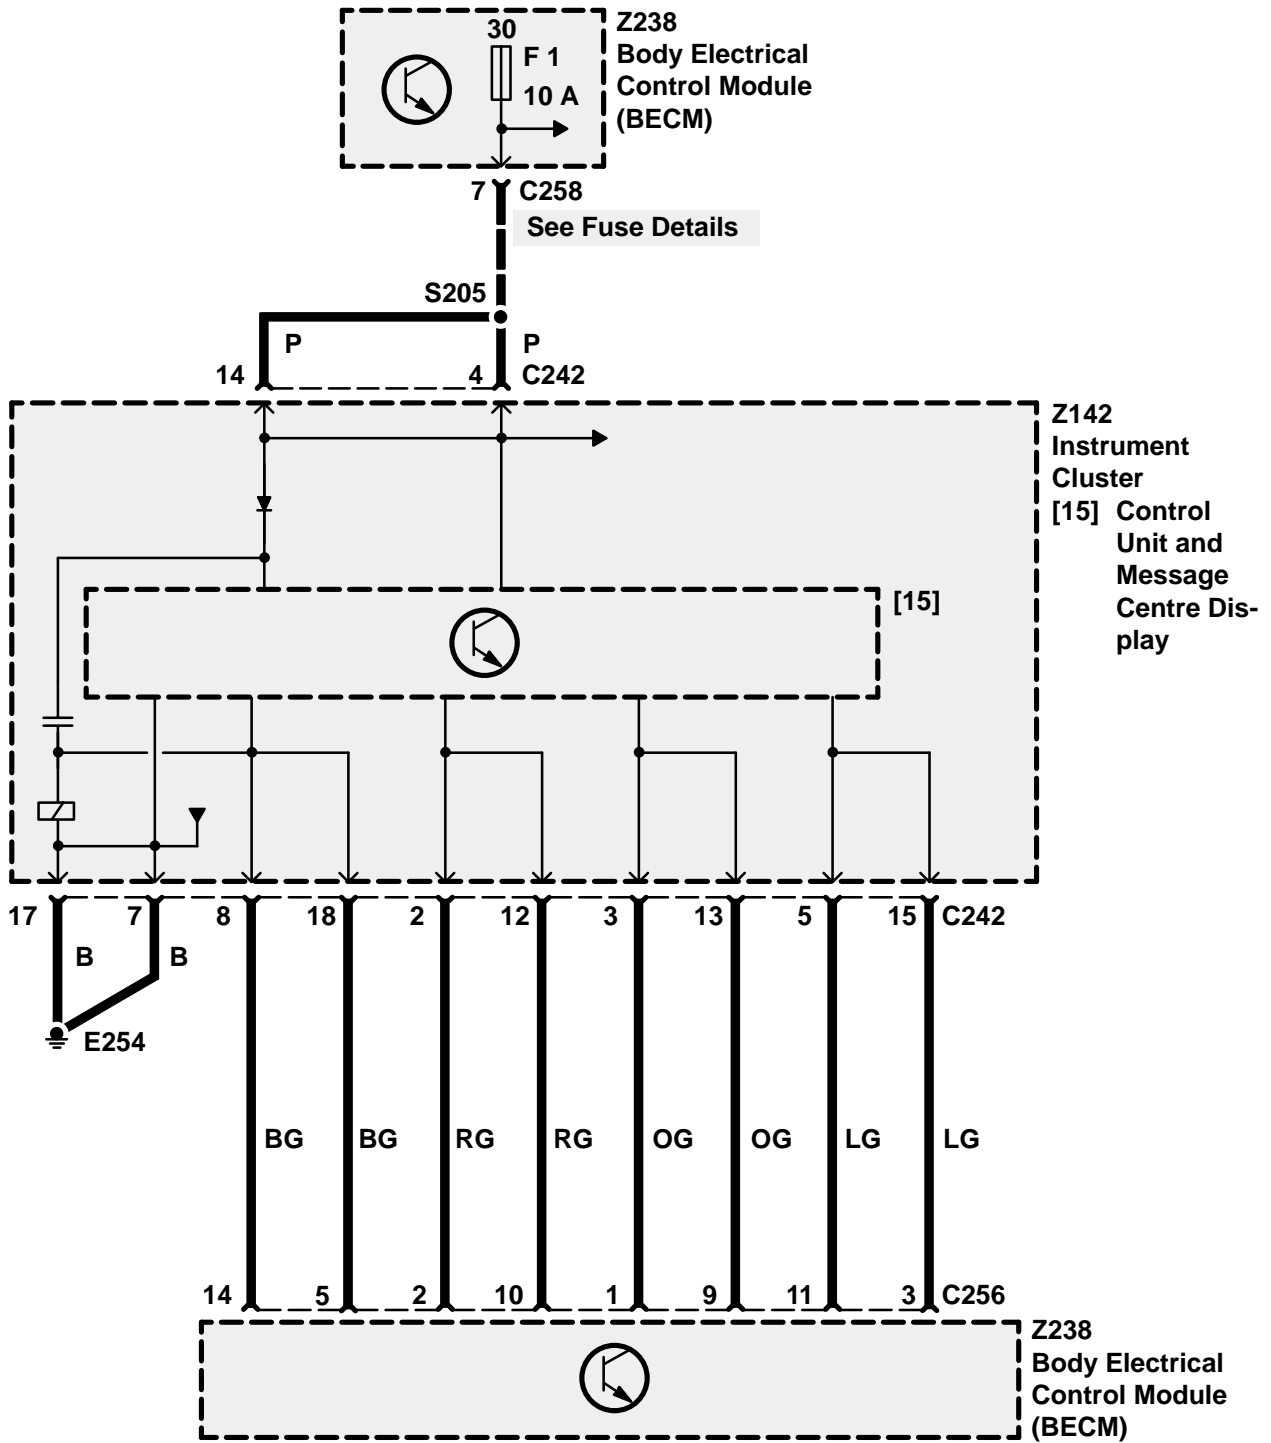 30
F 1
10 A
Z238
Body Electrical
Control Module
(BECM)
7 C258
See Fuse Details
S205
P P
14 4 C242
Z142
Instrument
Cluster
[15] Control
Unit and
Message
Centre Dis-
play
[15]
17 7 8 18 2 12 3 13 5 15 C242
B B
E254
BG BG RG RG OG OG LG LG
14 5 2 10 1 9 11 3 C256
Z238
Body Electrical
Control Module
(BECM)